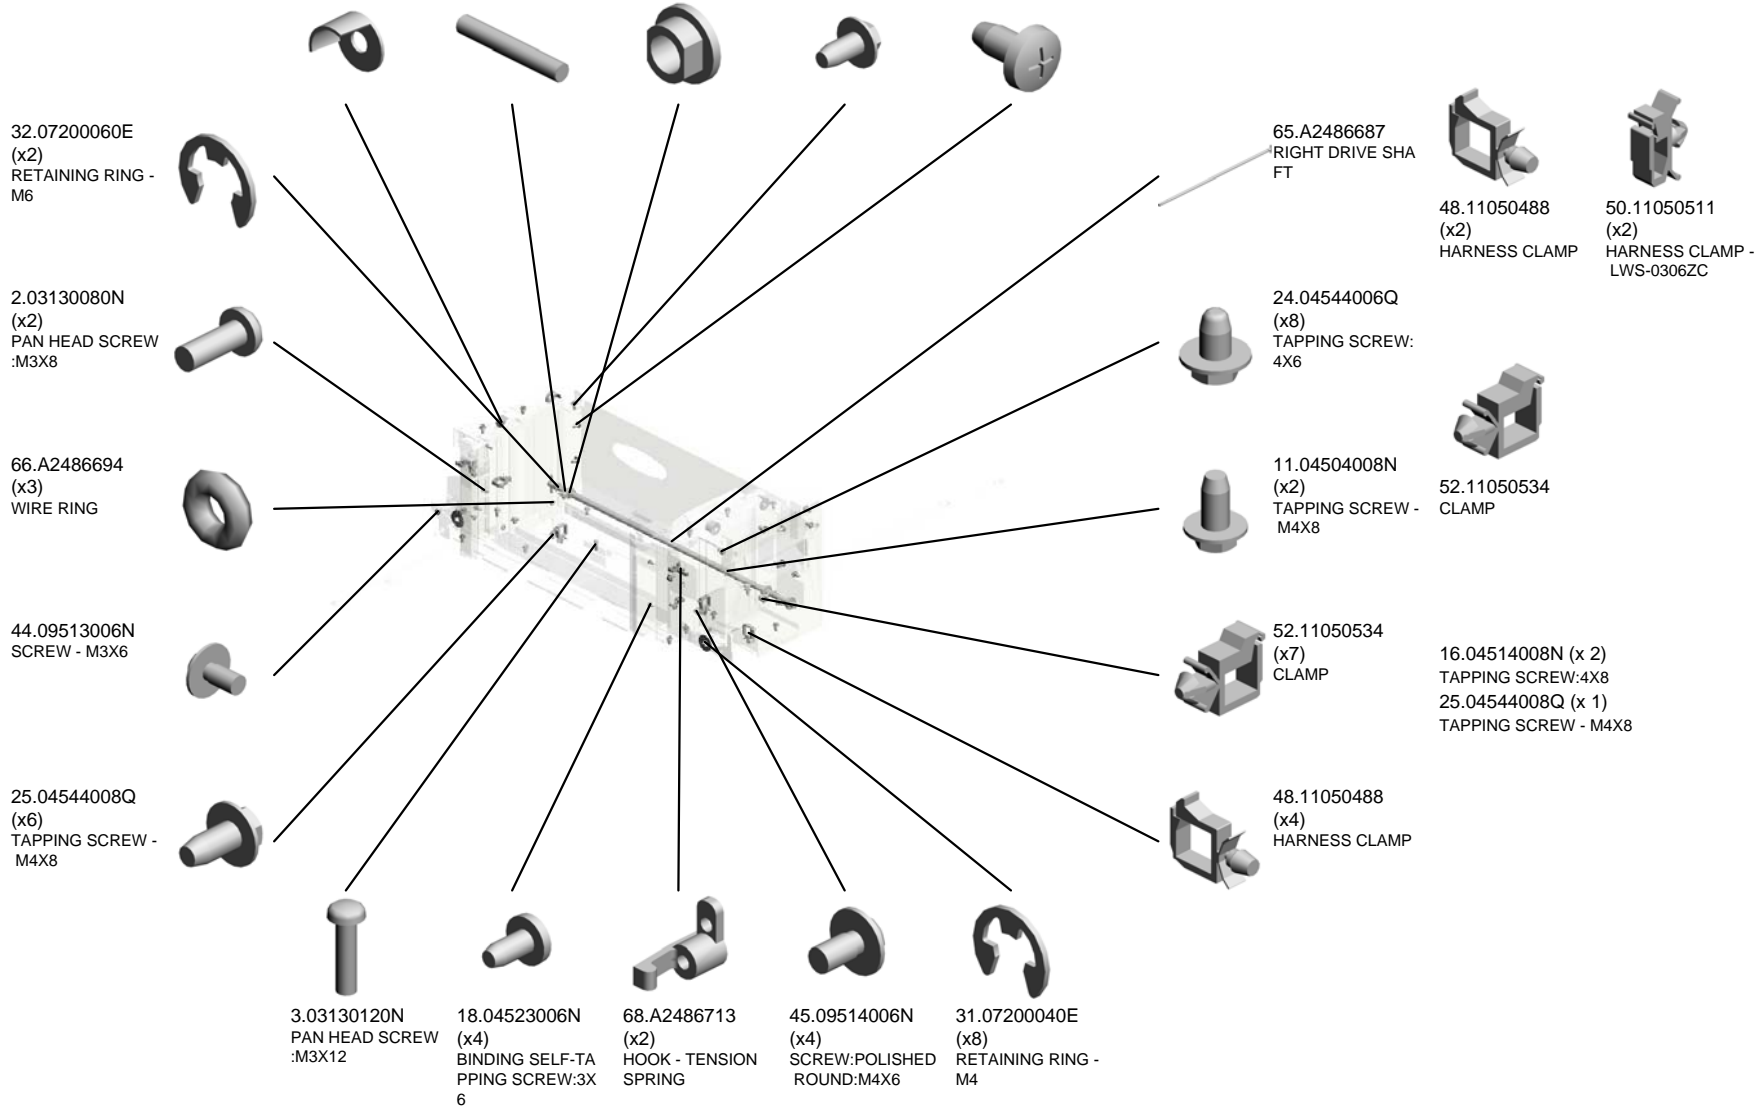 32.07200060E
(x2)
RETAINING RING -
M6
2.03130080N
(x2)
PAN HEAD SCREW
:M3X8
66.A2486694
(x3)
WIRE RING
44.09513006N
SCREW - M3X6
25.04544008Q
(x6)
TAPPING SCREW -
M4X8
3.03130120N
PAN HEAD SCREW
:M3X12
18.04523006N
(x4)
BINDING SELF-TA
PPING SCREW:3X
6
68.A2486713
(x2)
HOOK - TENSION
SPRING
45.09514006N
(x4)
SCREW:POLISHED
ROUND:M4X6
31.07200040E
(x8)
RETAINING RING -
M4
65.A2486687
RIGHT DRIVE SHA
FT
24.04544006Q
(x8)
TAPPING SCREW:
4X6
11.04504008N
(x2)
TAPPING SCREW -
M4X8
52.11050534
(x7)
CLAMP
48.11050488
(x4)
HARNESS CLAMP
48.11050488
(x2)
HARNESS CLAMP
50.11050511
(x2)
HARNESS CLAMP -
LWS-0306ZC
52.11050534
CLAMP
16.04514008N (x 2)
TAPPING SCREW:4X8
25.04544008Q (x 1)
TAPPING SCREW - M4X8